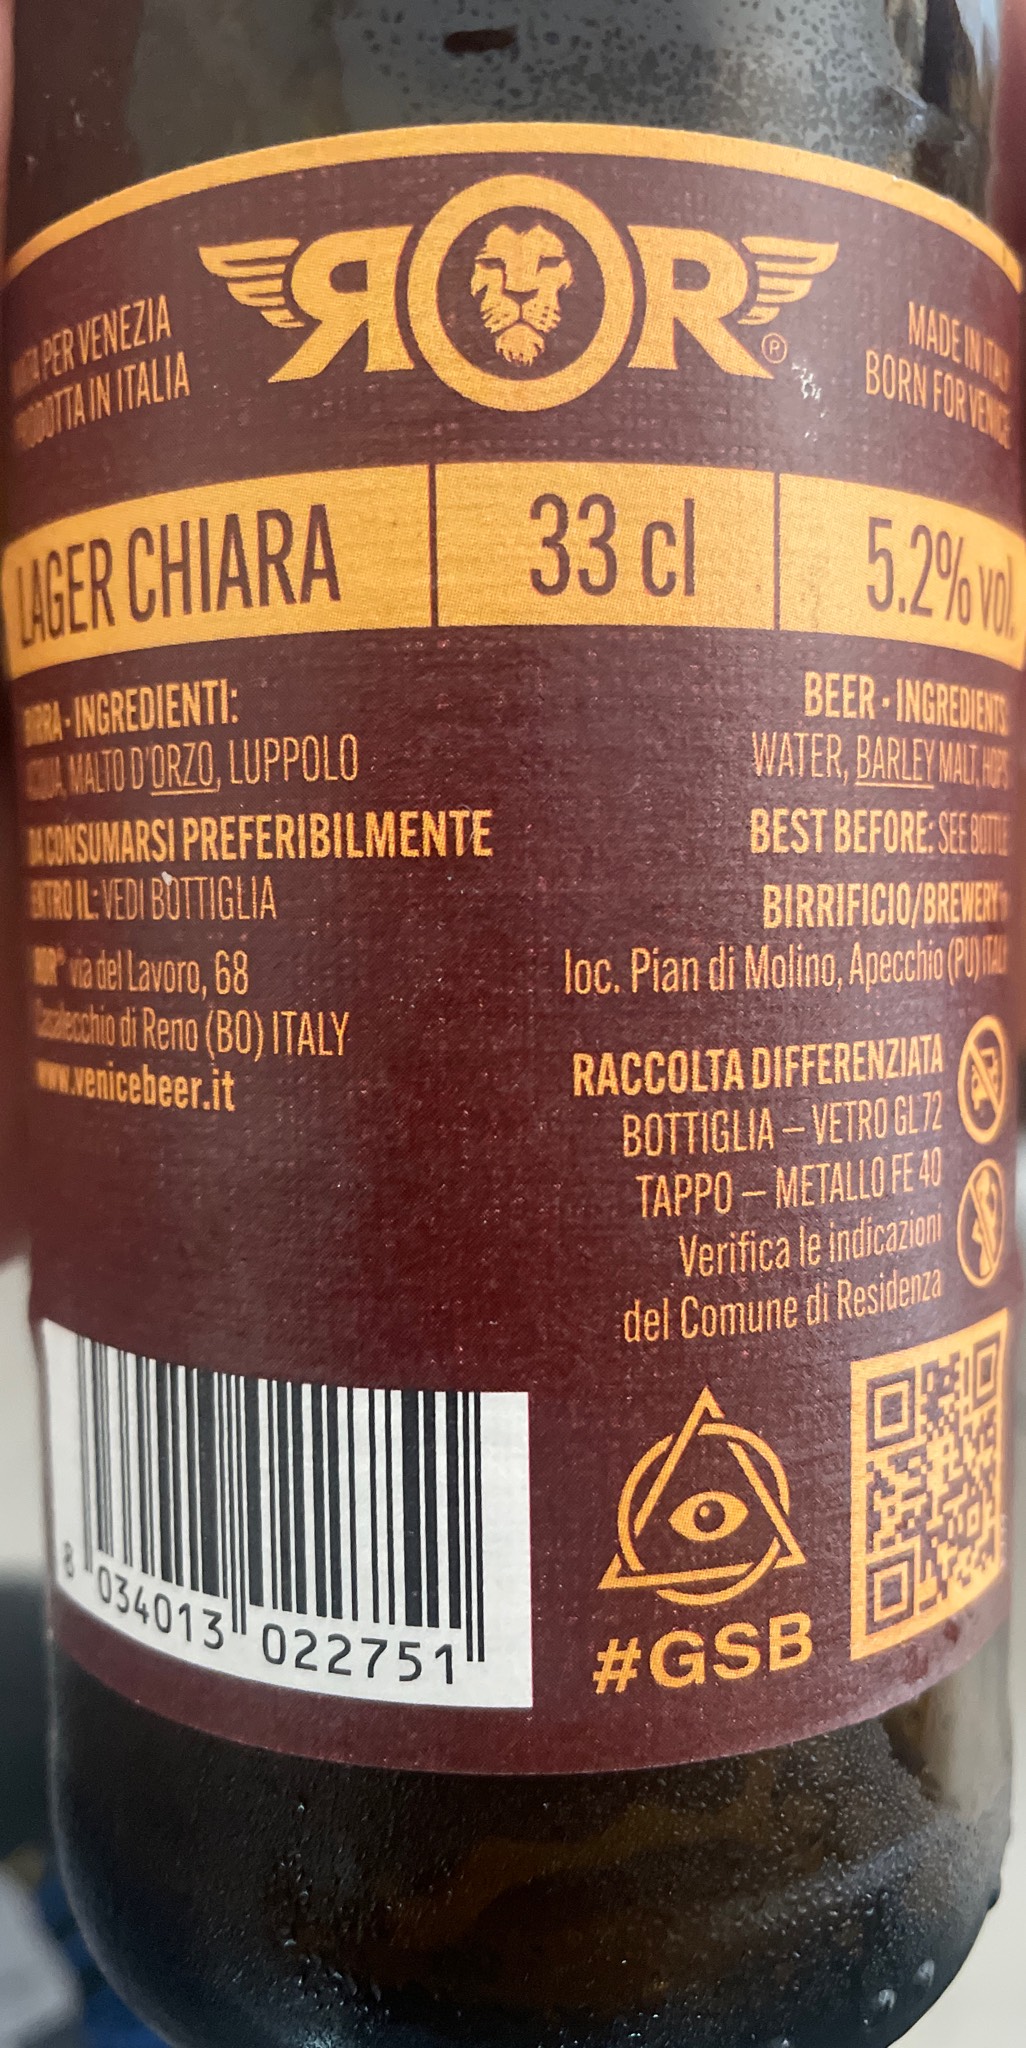 ROR
PER VENEZIA
PRODOTTA IN ITALIA
MADE IN ITALY
BORN FOR VENICE
LAGER CHIARA
33 cl
5.2% vol.
BIRRA · INGREDIENTI:
ACQUA, MALTO D'ORZO, LUPPOLO
DA CONSUMARSI PREFERIBILMENTE
ENTRO IL: VEDI BOTTIGLIA
ROR® via del Lavoro, 68
Casalecchio di Reno (BO) ITALY
www.venicebeer.it
BEER · INGREDIENTS:
WATER, BARLEY MALT, HOPS
BEST BEFORE: SEE BOTTLE
BIRRIFICIO/BREWERY in
loc. Pian di Molino, Apecchio (PU) ITALY
RACCOLTA DIFFERENZIATA
BOTTIGLIA – VETRO GL 72
TAPPO – METALLO FE 40
Verifica le indicazioni
del Comune di Residenza
8 034013 022751
#GSB